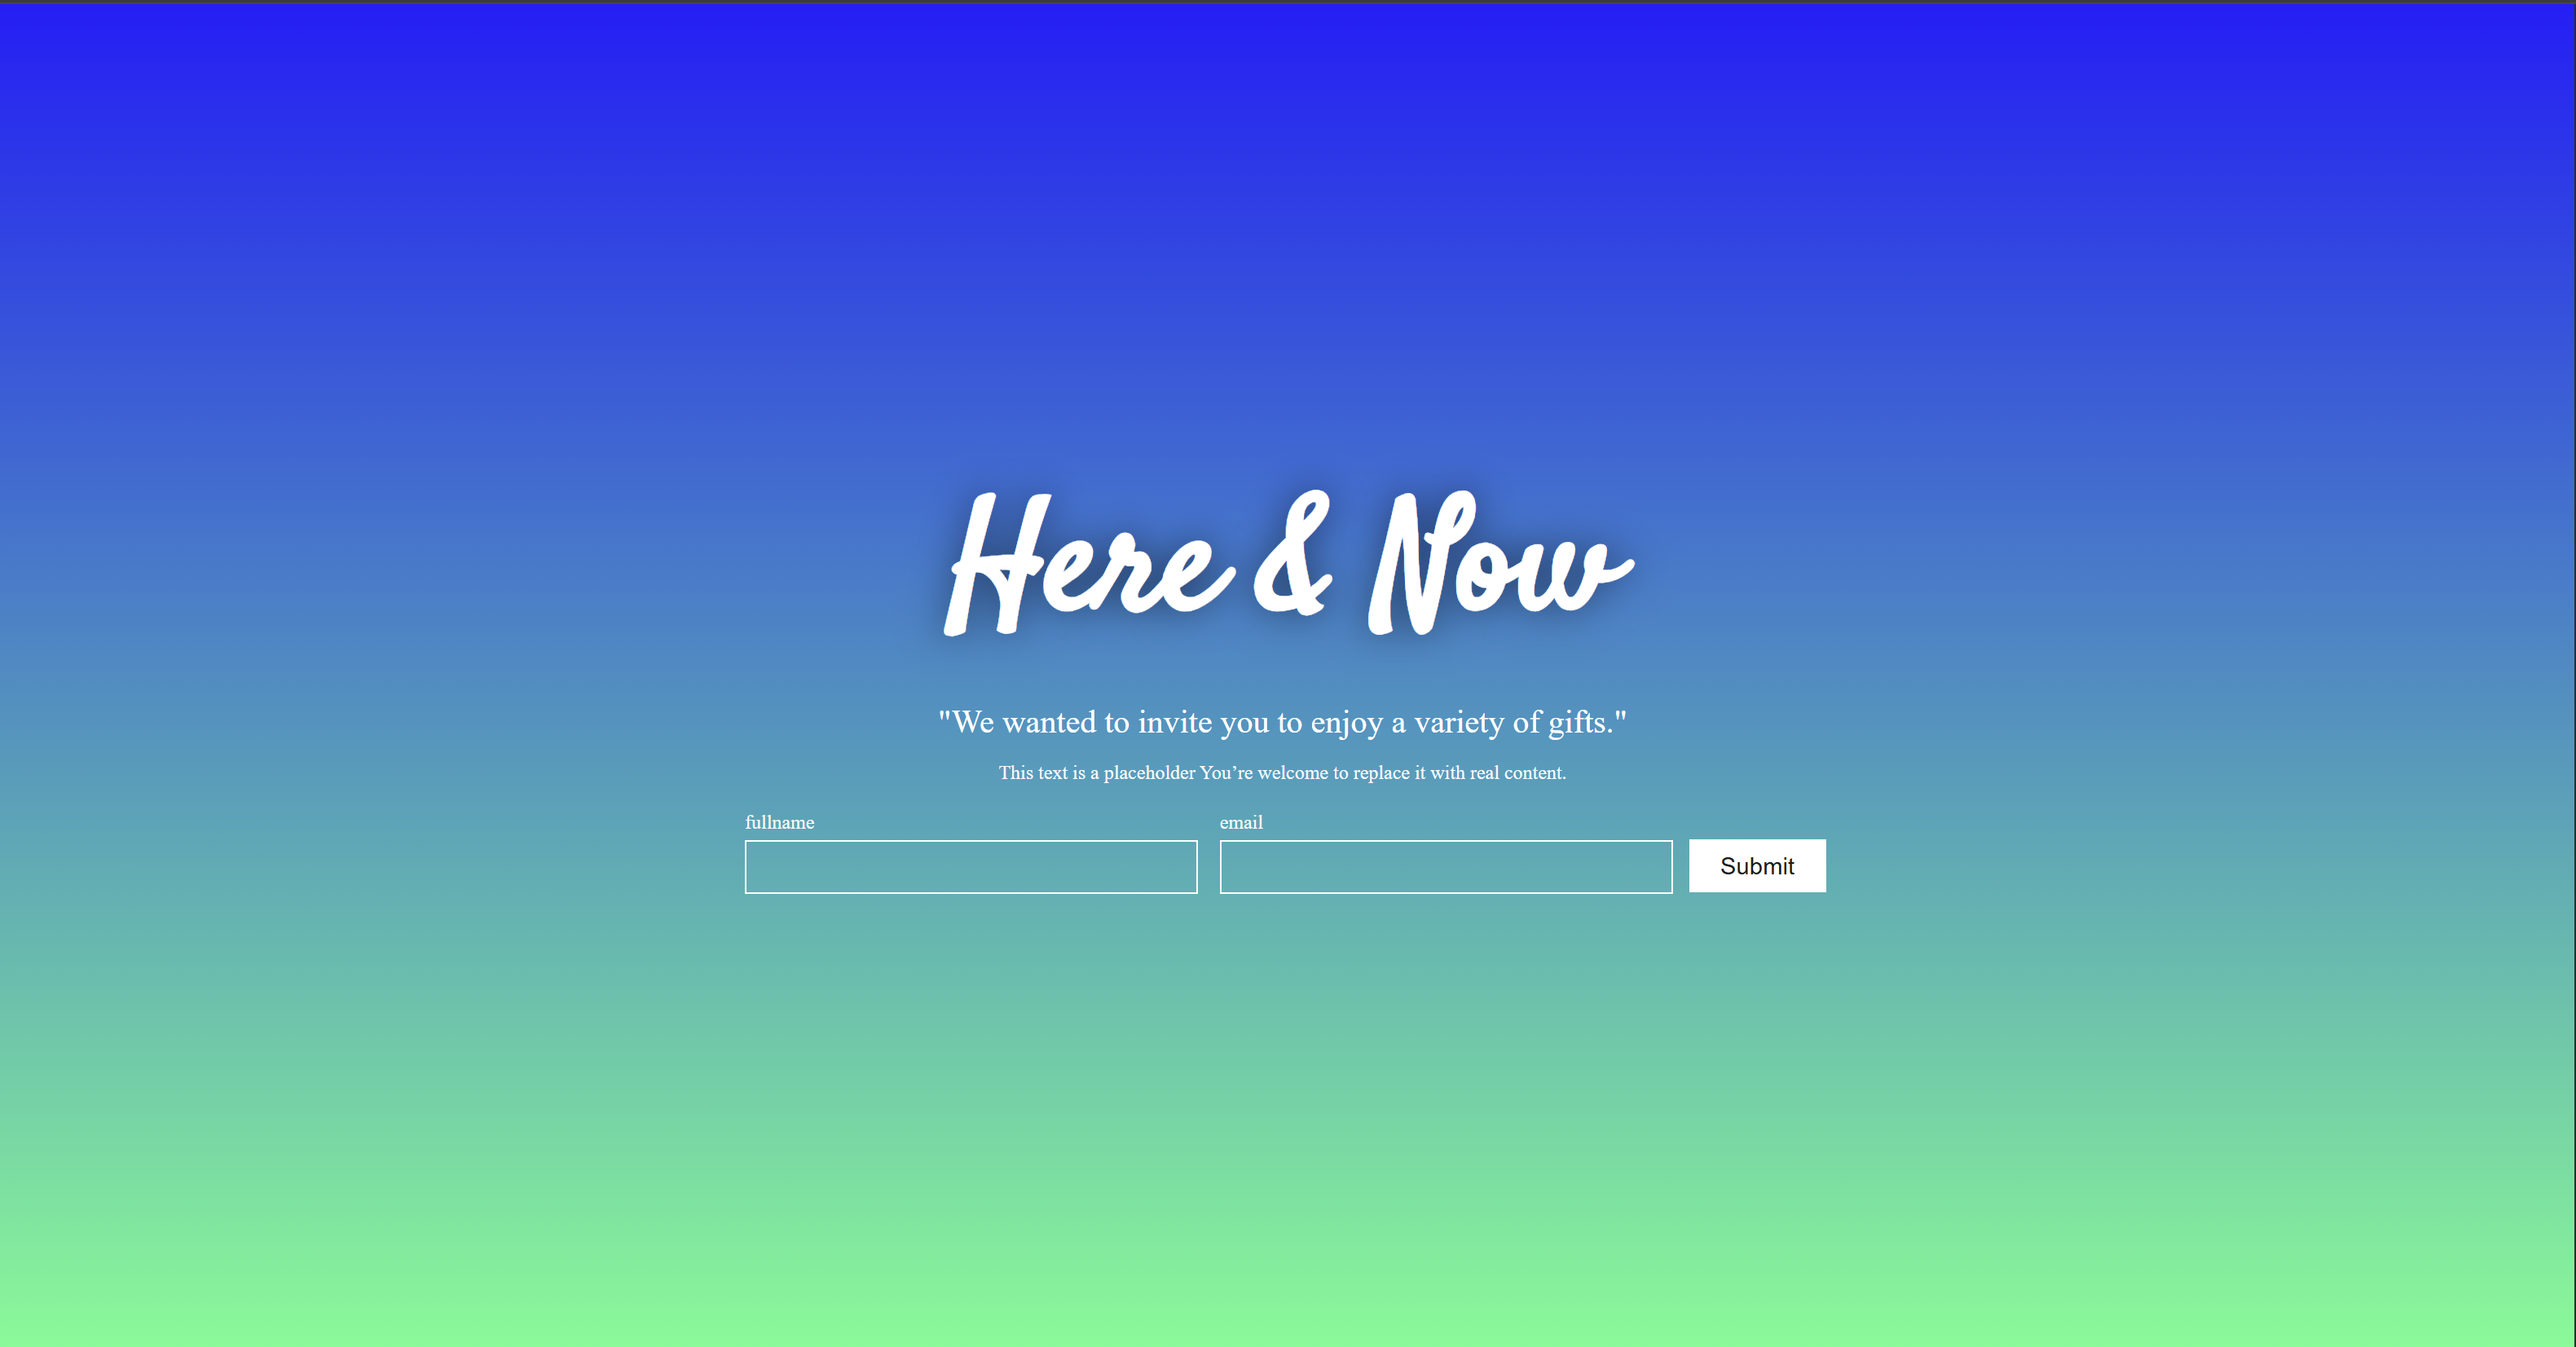 Here & Now
"We wanted to invite you to enjoy a variety of gifts."
This text is a placeholder You’re welcome to replace it with real content.
fullname
email
Submit